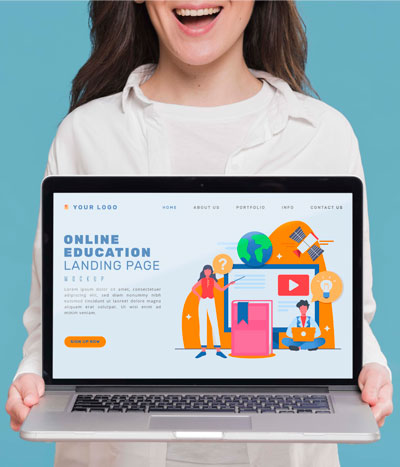 YOUR LOGO
HOME ABOUT US PORTFOLIO INFO CONTACT US
ONLINE
EDUCATION
LANDING PAGE
MOCKUP
Lorem ipsum dolor sit amet, consectetuer
adipiscing elit, sed diam nonummy nibh
euismod tincidunt ut laoreet dolore magna
aliquam erat volutpat. Ut wisi enim ad minim
veniam.
SIGN UP NOW
?